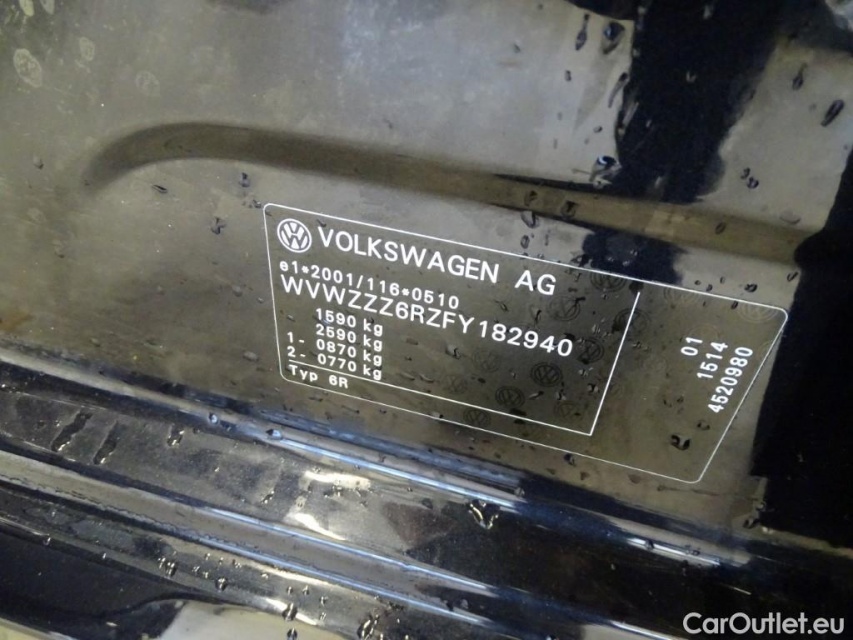 VOLKSWAGEN AG
e1*2001/116*0510
WVWZZZ6RZFY182940
1590 kg
2590 kg
1- 0870 kg
2- 0770 kg
Typ 6R
01
1514
4520980
CarOutlet.eu